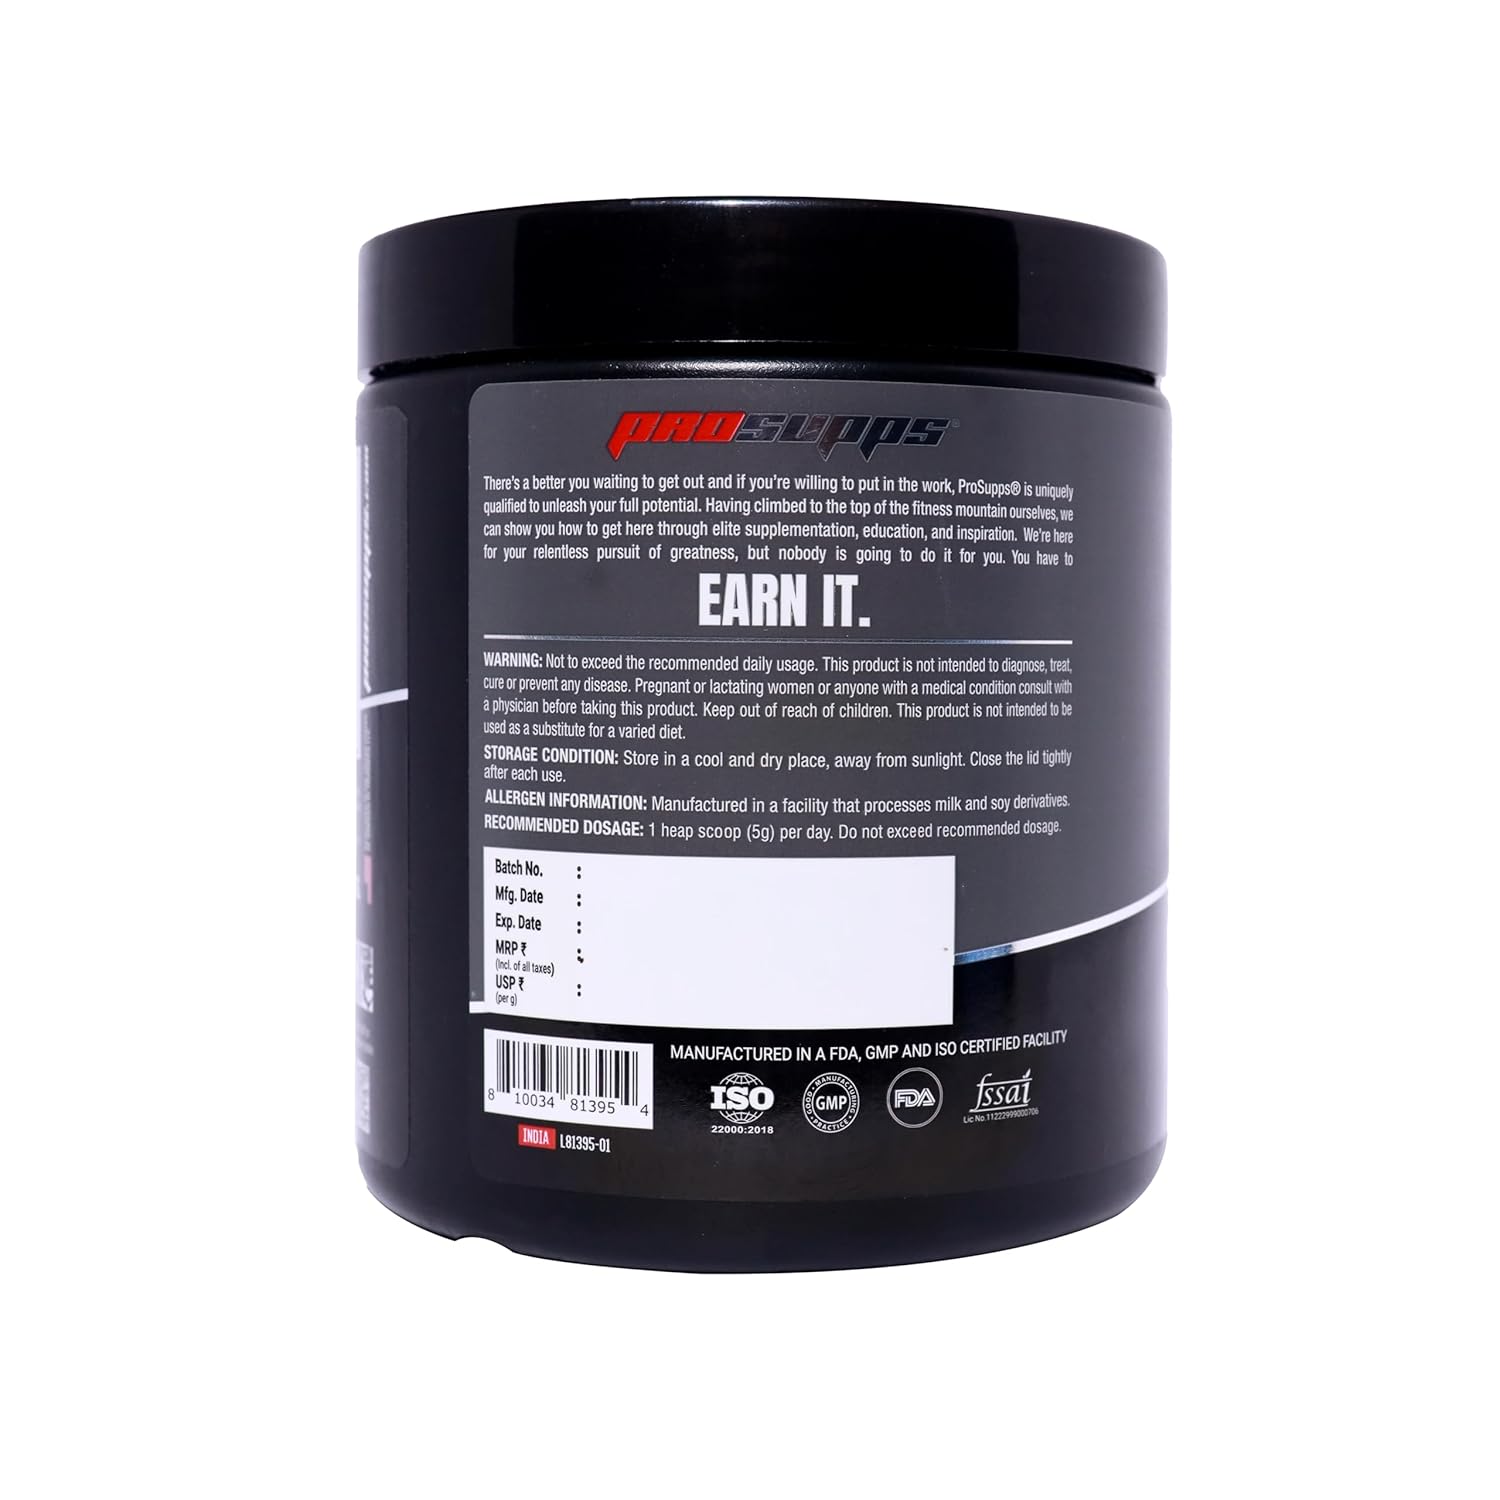 PROSUPPS®
There's a better you waiting to get out and if you're willing to put in the work, ProSupps® is uniquely
qualified to unleash your full potential. Having climbed to the top of the fitness mountain ourselves, we
can show you how to get here through elite supplementation, education, and inspiration. We're here
for your relentless pursuit of greatness, but nobody is going to do it for you. You have to
EARN IT.
WARNING: Not to exceed the recommended daily usage. This product is not intended to diagnose, treat,
cure or prevent any disease. Pregnant or lactating women or anyone with a medical condition consult with
a physician before taking this product. Keep out of reach of children. This product is not intended to be
used as a substitute for a varied diet.
STORAGE CONDITION: Store in a cool and dry place, away from sunlight. Close the lid tightly
after each use.
ALLERGEN INFORMATION: Manufactured in a facility that processes milk and soy derivatives.
RECOMMENDED DOSAGE: 1 heap scoop (5g) per day. Do not exceed recommended dosage.
Batch No. :
Mfg. Date :
Exp. Date :
MRP ₹ :
(Incl. of all taxes)
USP ₹ :
(per g)
MANUFACTURED IN A FDA, GMP AND ISO CERTIFIED FACILITY
8 10034 81395 4
ISO
22000:2018
GOOD MANUFACTURING PRACTICE
GMP
FDA
fssai
Lic No.11222999000706
INDIA L81395-01
prosupps.com